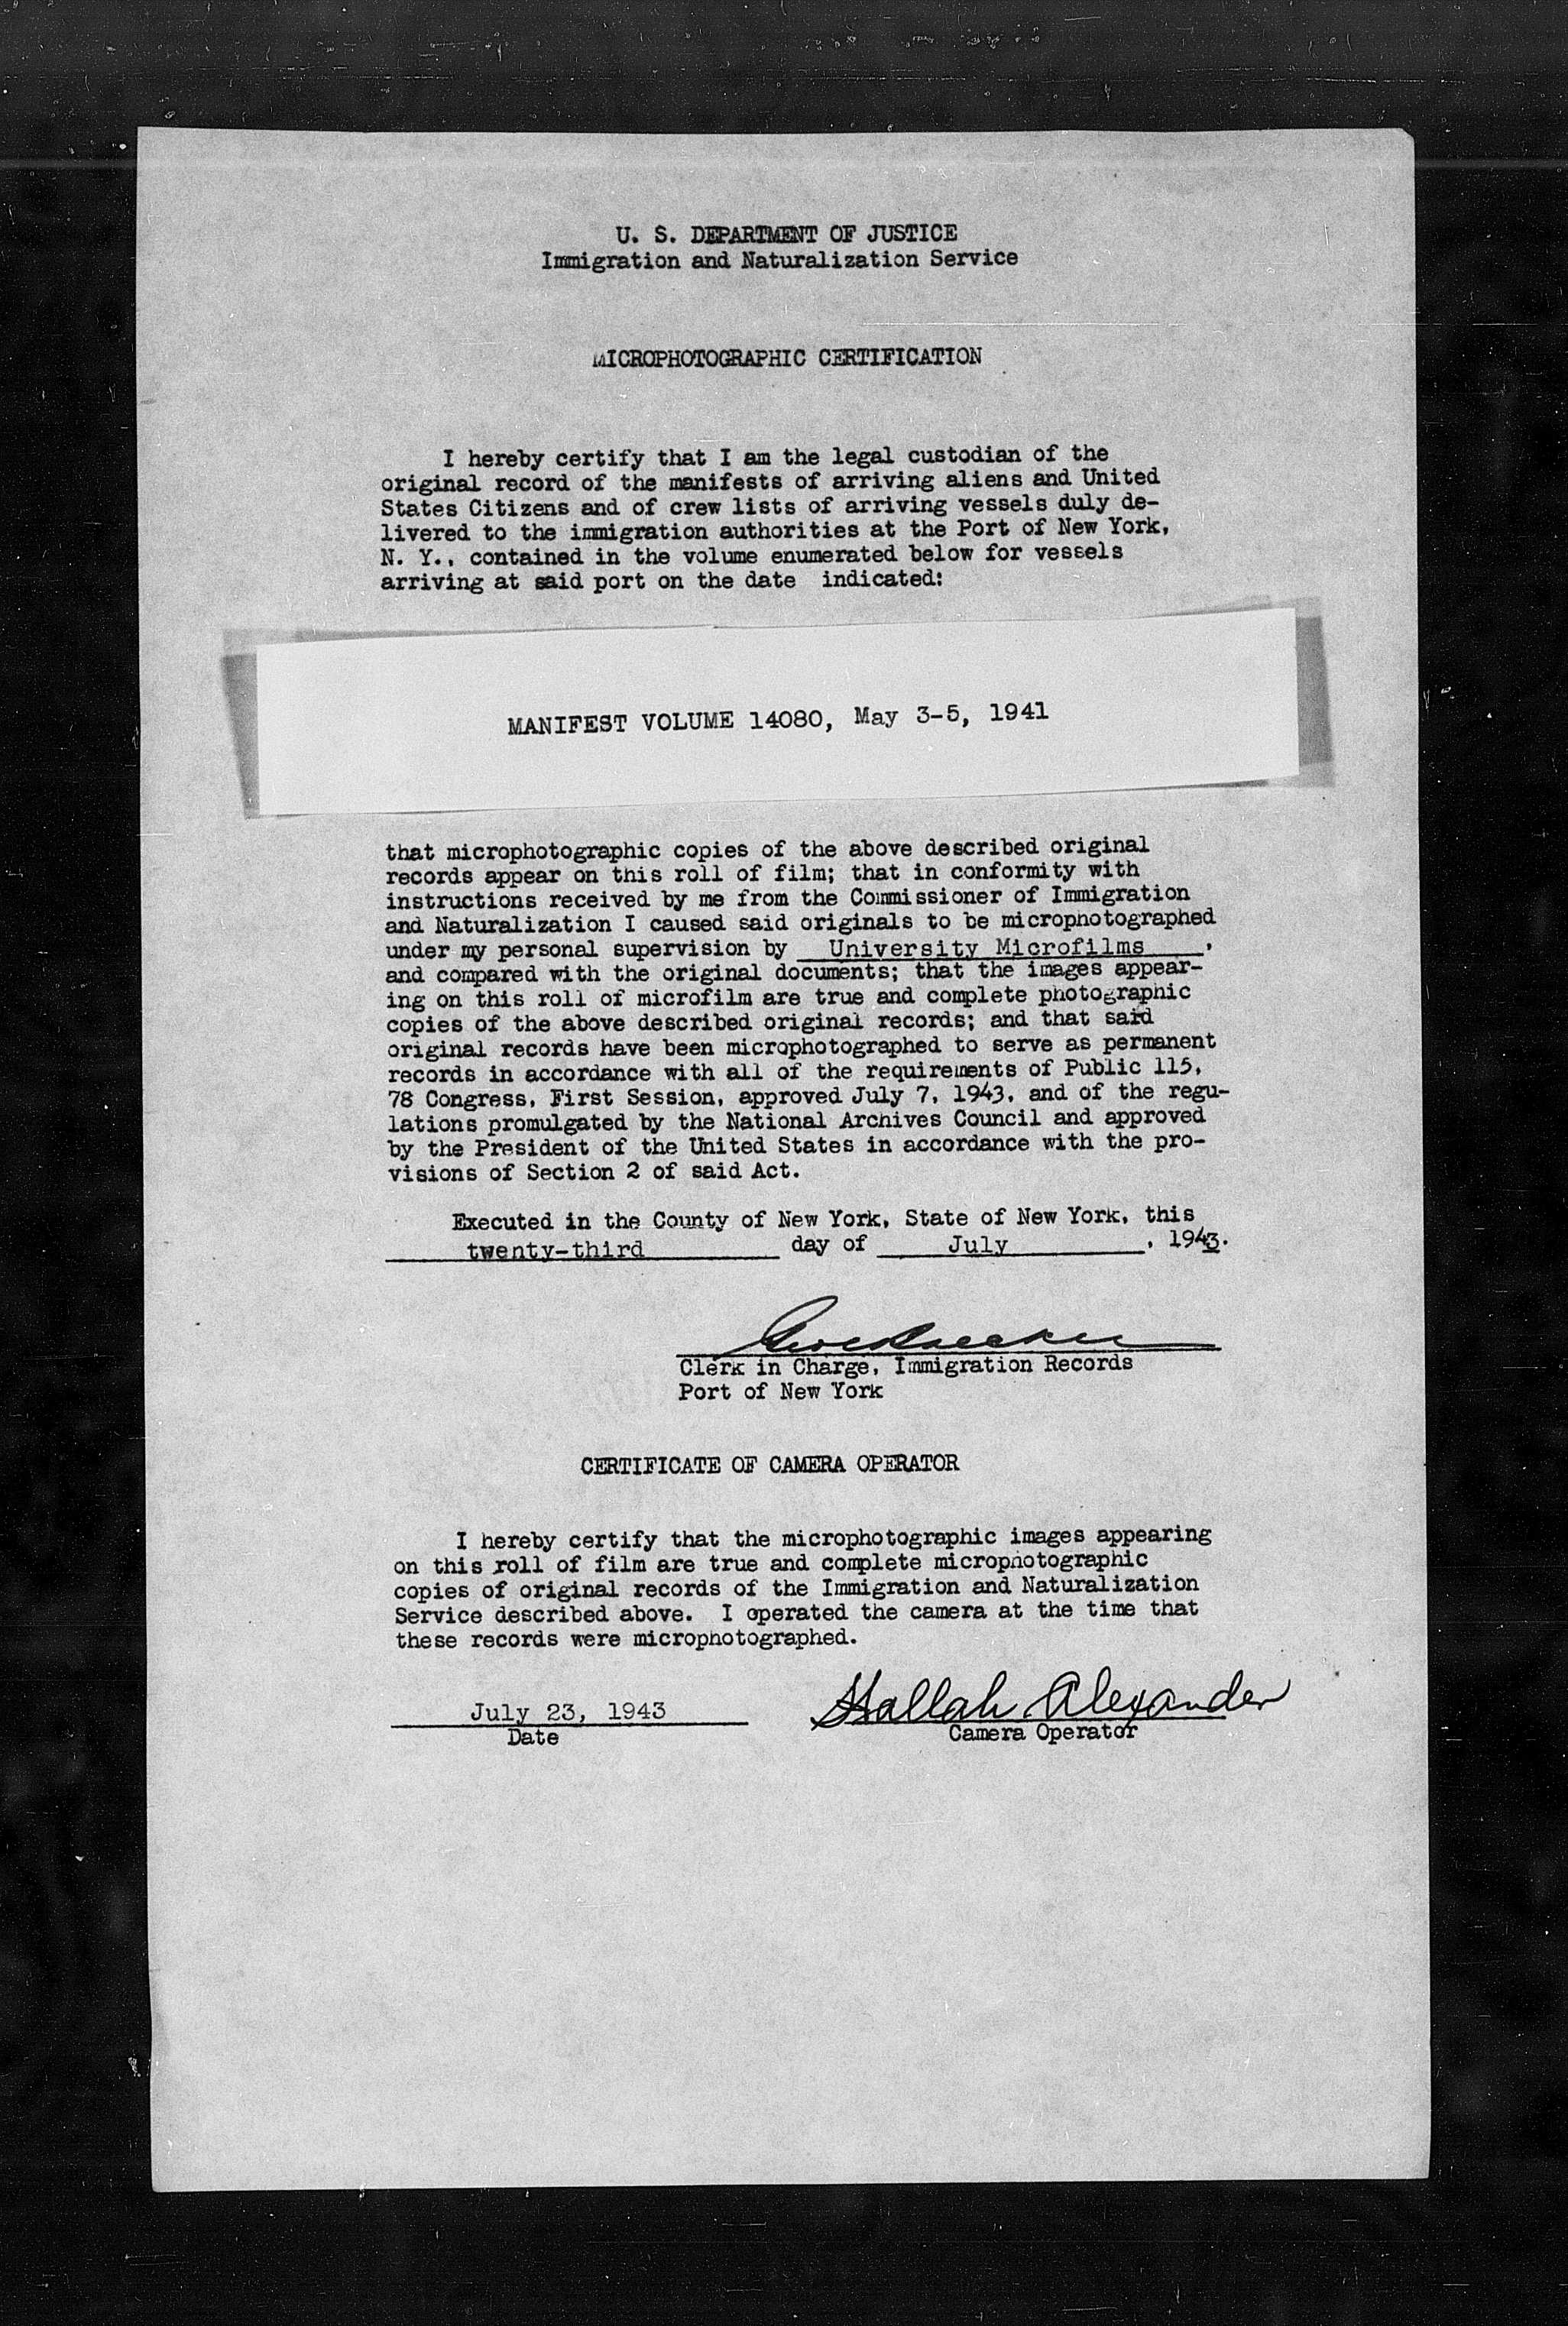 U. S. DEPARTMENT OF JUSTICE
Immigration and Naturalization Service
MICROPHOTOGRAPHIC CERTIFICATION
I hereby certify that I am the legal custodian of the
original record of the manifests of arriving aliens and United
States Citizens and of crew lists of arriving vessels duly de-
livered to the immigration authorities at the Port of New York,
N. Y., contained in the volume enumerated below for vessels
arriving at said port on the date indicated:
MANIFEST VOLUME 14080, May 3-5, 1941
that microphotographic copies of the above described original
records appear on this roll of film; that in conformity with
instructions received by me from the Commissioner of Immigration
and Naturalization I caused said originals to be microphotographed
under my personal supervision by University Microfilms,
and compared with the original documents; that the images appear-
ing on this roll of microfilm are true and complete photographic
copies of the above described original records; and that said
original records have been microphotographed to serve as permanent
records in accordance with all of the requirements of Public 115,
78 Congress, First Session, approved July 7, 1943, and of the regu-
lations promulgated by the National Archives Council and approved
by the President of the United States in accordance with the pro-
visions of Section 2 of said Act.
Executed in the County of New York, State of New York, this
twenty-third day of July, 1943.
Clerk in Charge, Immigration Records
Port of New York
CERTIFICATE OF CAMERA OPERATOR
I hereby certify that the microphotographic images appearing
on this roll of film are true and complete microphotographic
copies of original records of the Immigration and Naturalization
Service described above. I operated the camera at the time that
these records were microphotographed.
July 23, 1943 Hallah Alexander
Date Camera Operator